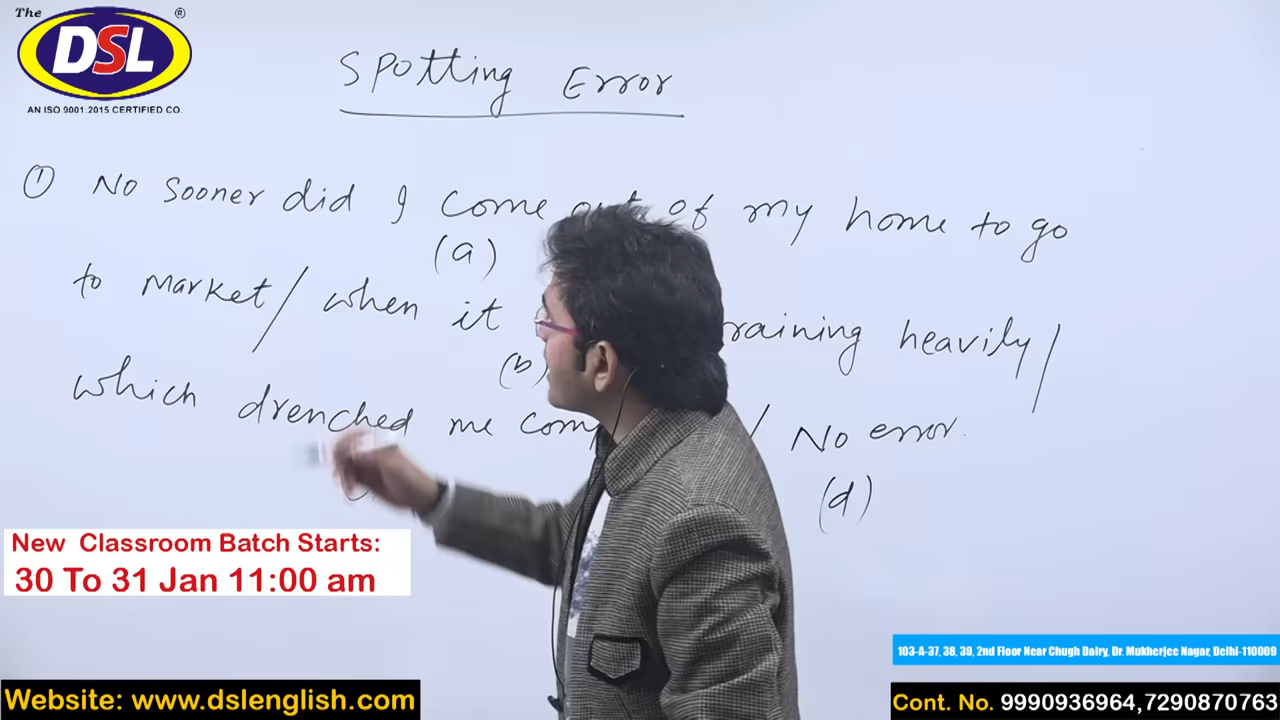 The
DSL
®
AN ISO 9001:2015 CERTIFIED CO.
Spotting Error
① No sooner did I come out of my home to go
(a)
to market/ when it raining heavily/
(b)
which drenched me / No error.
(d)
New Classroom Batch Starts:
30 To 31 Jan 11:00 am
103-A-37, 38, 39, 2nd Floor Near Chugh Dairy, Dr. Mukherjee Nagar, Delhi-110009
Website: www.dslenglish.com
Cont. No. 9990936964,7290870763